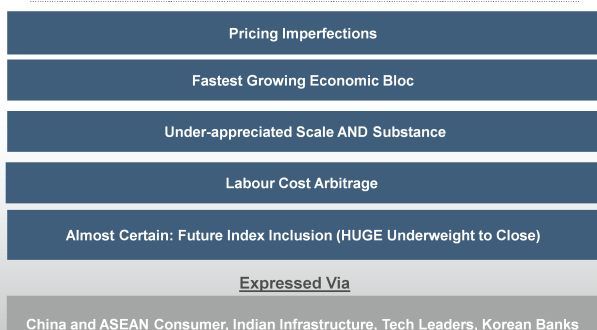 Pricing Imperfections
Fastest Growing Economic Bloc
Under-appreciated Scale AND Substance
Labour Cost Arbitrage
Almost Certain: Future Index Inclusion (HUGE Underweight to Close)
Expressed Via
China and ASEAN Consumer, Indian Infrastructure, Tech Leaders, Korean Banks